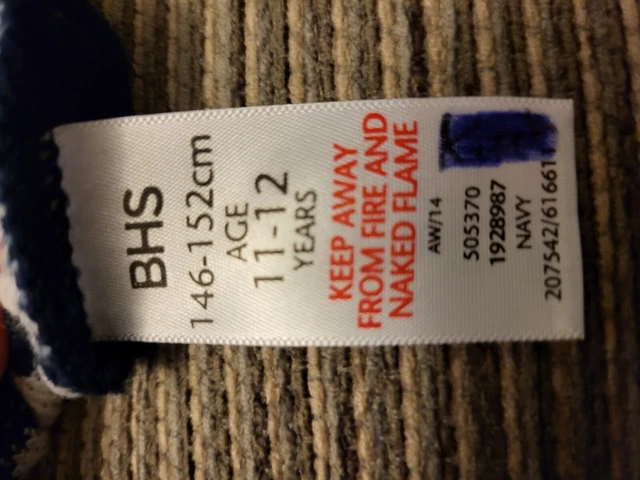 BHS
146-152cm
AGE
11-12
YEARS
KEEP AWAY
FROM FIRE AND
NAKED FLAME
AW/14
505370
1928987
NAVY
207542/61661